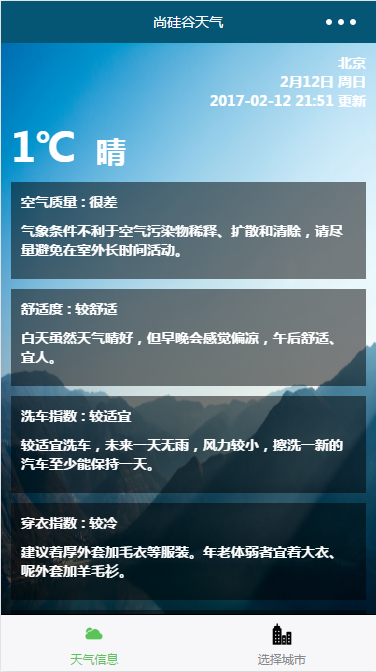 尚硅谷天气
北京
2月12日 周日
2017-02-12 21:51 更新
1℃ 晴
空气质量：很差
气象条件不利于空气污染物稀释、扩散和清除，请尽
量避免在室外长时间活动。
舒适度：较舒适
白天虽然天气晴好，但早晚会感觉偏凉，午后舒适、
宜人。
洗车指数：较适宜
较适宜洗车，未来一天无雨，风力较小，擦洗一新的
汽车至少能保持一天。
穿衣指数：较冷
建议着厚外套加毛衣等服装。年老体弱者宜着大衣、
呢外套加羊毛衫。
天气信息
选择城市